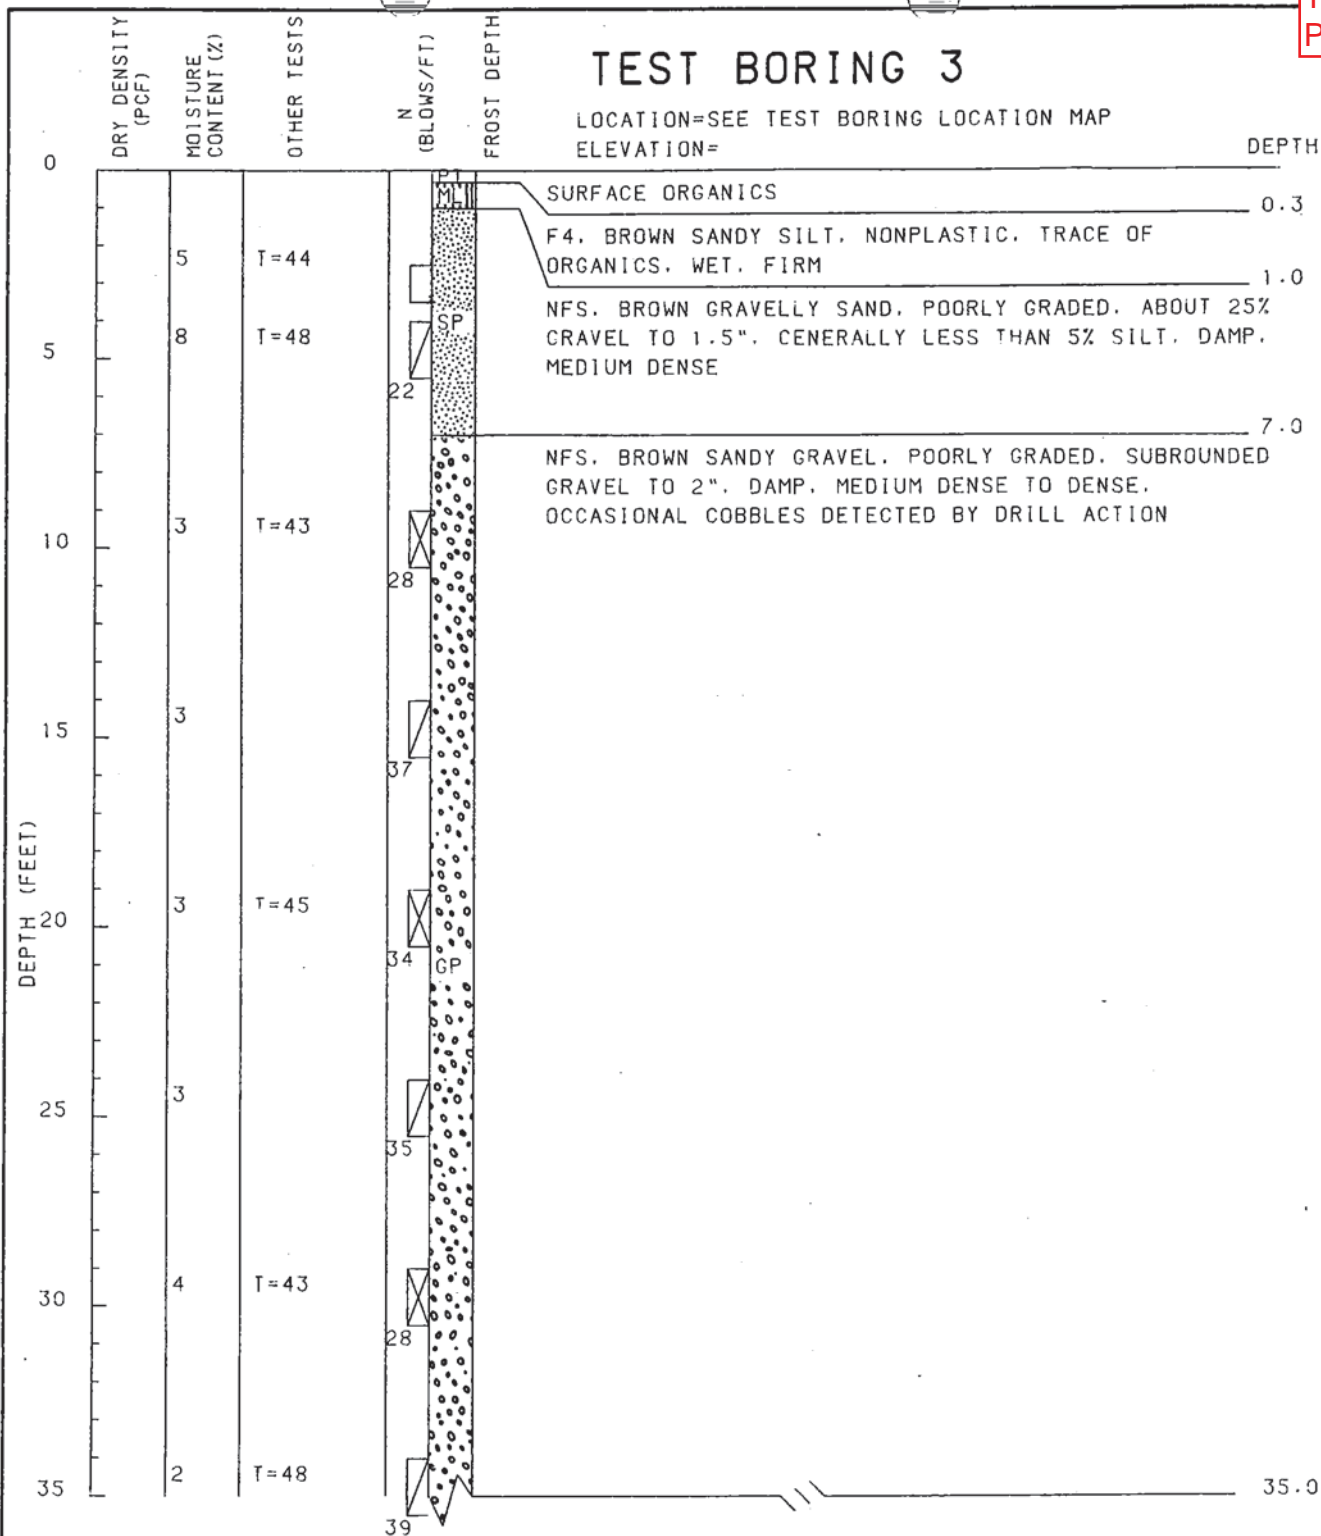 TEST BORING 3
LOCATION=SEE TEST BORING LOCATION MAP
ELEVATION=
DEPTH
DRY DENSITY
(PCF)
MOISTURE
CONTENT (%)
OTHER TESTS
N
(BLOWS/FT)
FROST DEPTH
0
ML
SURFACE ORGANICS
0.3
F4. BROWN SANDY SILT. NONPLASTIC. TRACE OF
ORGANICS. WET. FIRM
1.0
5 T=44
NFS. BROWN GRAVELLY SAND. POORLY GRADED. ABOUT 25%
GRAVEL TO 1.5". CENERALLY LESS THAN 5% SILT. DAMP.
MEDIUM DENSE
8 T=48
SP
5
22
7.0
NFS. BROWN SANDY GRAVEL. POORLY GRADED. SUBROUNDED
GRAVEL TO 2". DAMP. MEDIUM DENSE TO DENSE.
OCCASIONAL COBBLES DETECTED BY DRILL ACTION
3 T=43
10
28
3
15
37
DEPTH (FEET)
3 T=45
20
34
GP
3
25
35
4 T=43
30
28
2 T=48
35
35.0
39